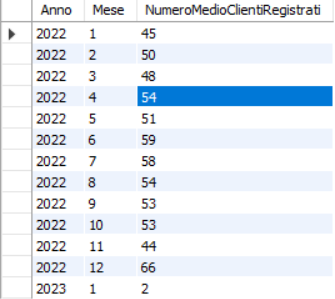 Anno Mese NumeroMedioClientiRegistrati
2022 1 45
2022 2 50
2022 3 48
2022 4 54
2022 5 51
2022 6 59
2022 7 58
2022 8 54
2022 9 53
2022 10 53
2022 11 44
2022 12 66
2023 1 2